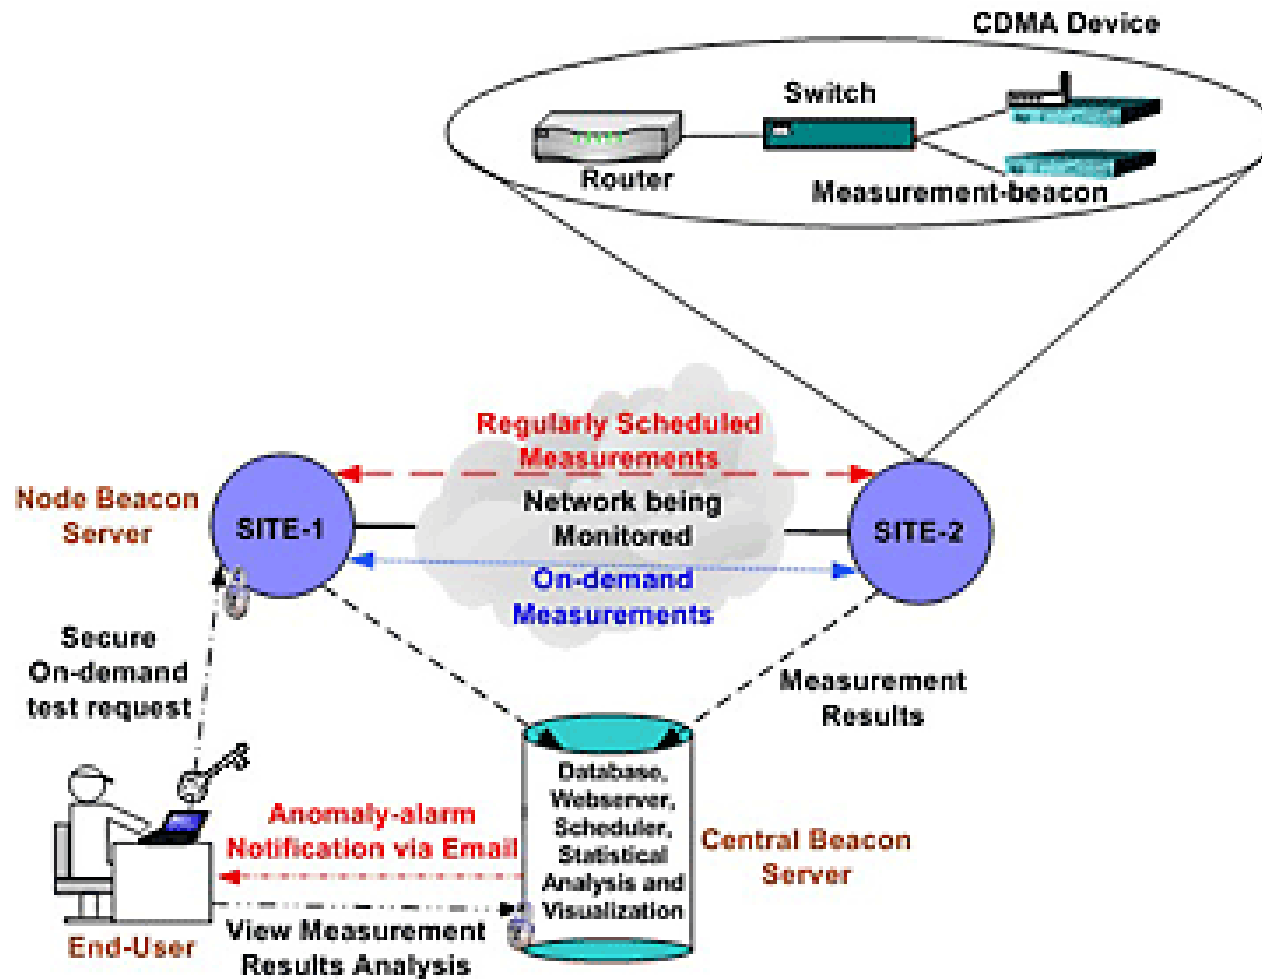 CDMA Device
Switch
Router
Measurement-beacon
Regularly Scheduled
Measurements
Node Beacon
Server
SITE-1
Network being
Monitored
SITE-2
On-demand
Measurements
Secure
On-demand
test request
Measurement
Results
Database,
Webserver,
Scheduler,
Statistical
Analysis and
Visualization
Anomaly-alarm
Notification via Email
Central Beacon
Server
End-User
View Measurement
Results Analysis